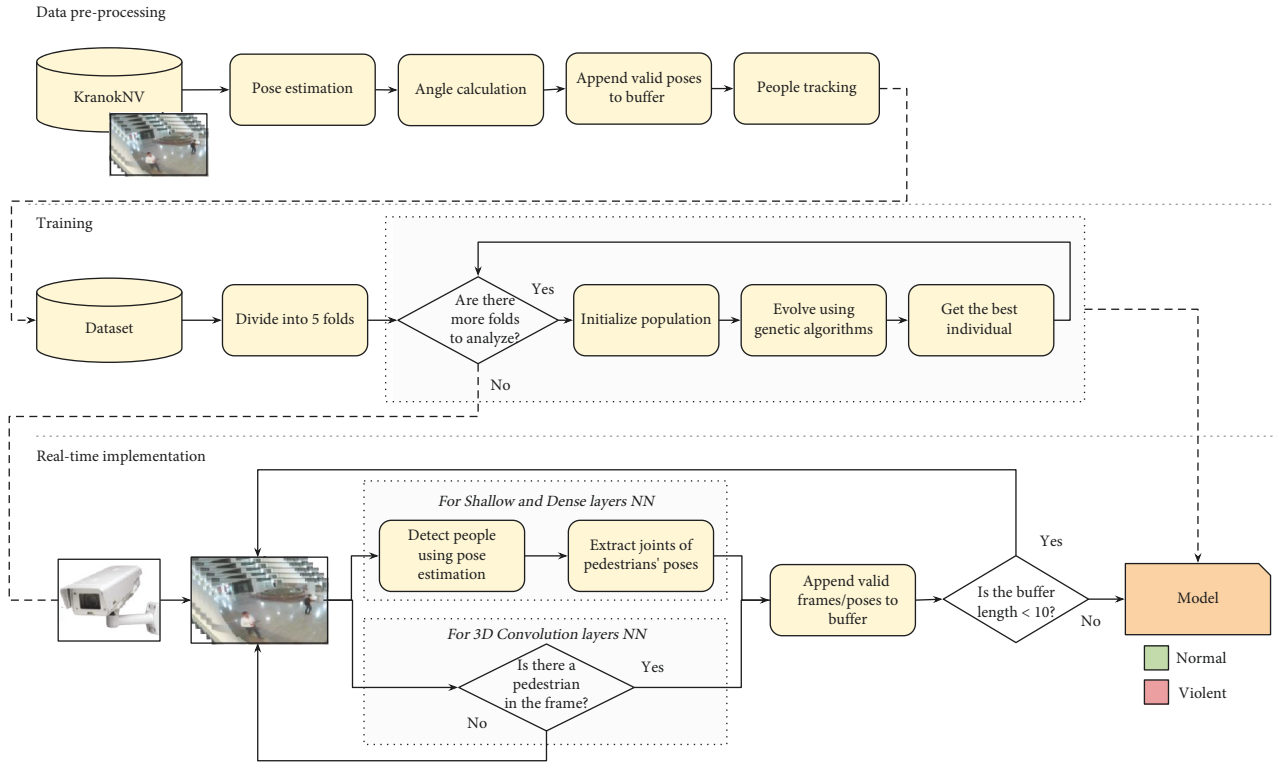 Data pre-processing
KranokNV
Pose estimation
Angle calculation
Append valid poses
to buffer
People tracking
Training
Dataset
Divide into 5 folds
Are there
more folds
to analyze?
Yes
No
Initialize population
Evolve using
genetic algorithms
Get the best
individual
Real-time implementation
For Shallow and Dense layers NN
Detect people
using pose
estimation
Extract joints of
pedestrians' poses
For 3D Convolution layers NN
Is there a
pedestrian
in the frame?
Yes
No
Append valid
frames/poses to
buffer
Is the buffer
length < 10?
Yes
No
Model
Normal
Violent